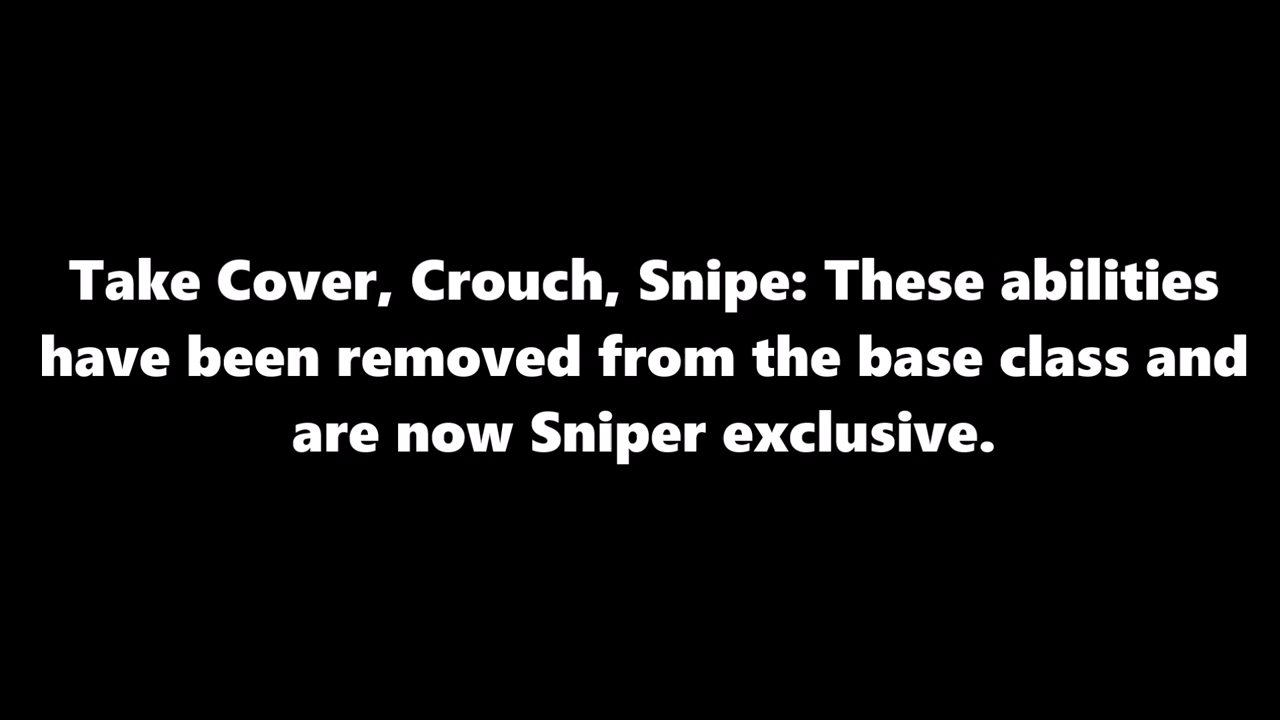 Take Cover, Crouch, Snipe: These abilities
have been removed from the base class and
are now Sniper exclusive.